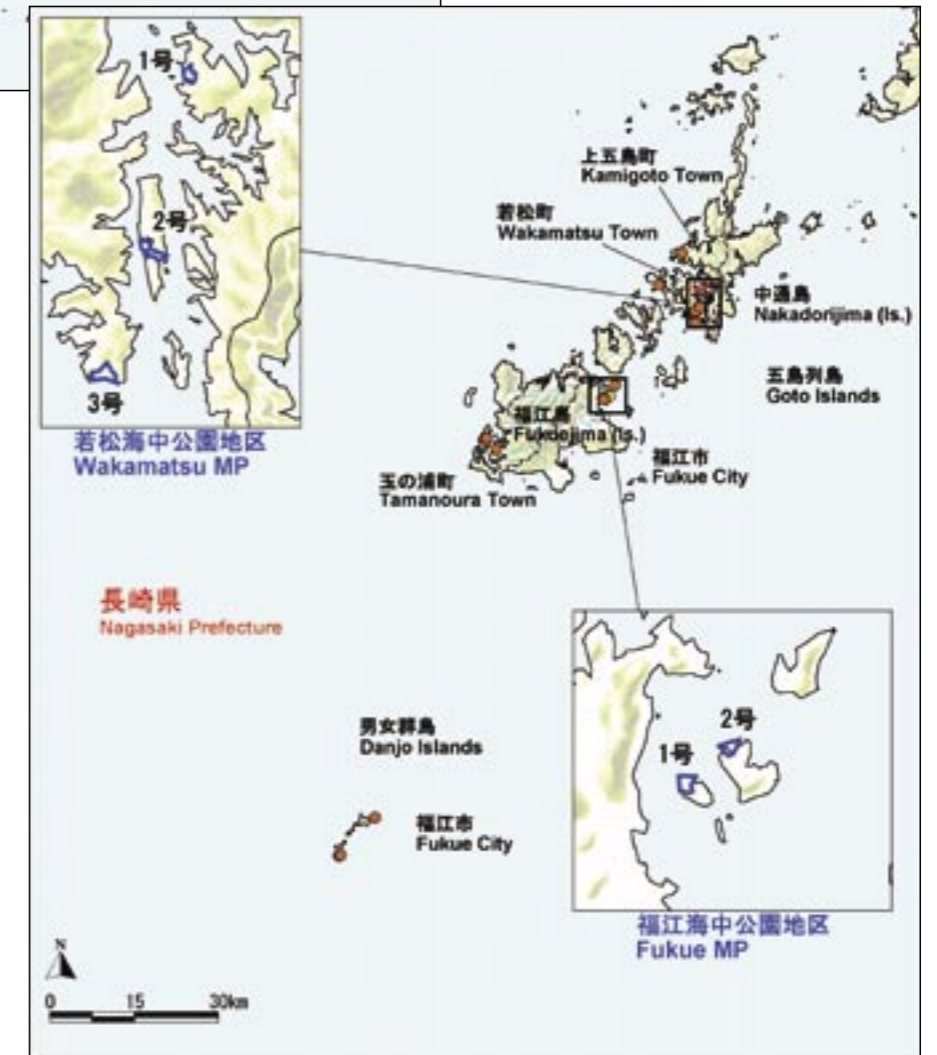 1号
2号
3号
若松海中公園地区
Wakamatsu MP
上五島町
Kamigoto Town
若松町
Wakamatsu Town
中通島
Nakadorijima (Is.)
五島列島
Goto Islands
福江島
Fukuejima (Is.)
福江市
Fukue City
玉の浦町
Tamanoura Town
長崎県
Nagasaki Prefecture
男女群島
Danjo Islands
福江市
Fukue City
2号
1号
福江海中公園地区
Fukue MP
N
0 15 30km